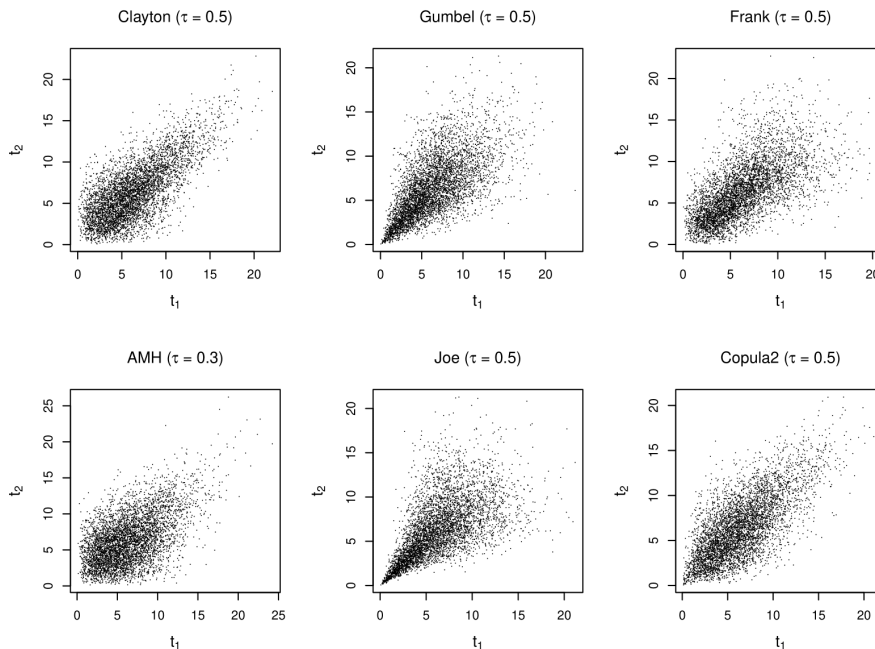 Clayton (τ = 0.5)
t₂
0 5 10 15 20
0 5 10 15 20
t₁
Gumbel (τ = 0.5)
t₂
0 5 10 15 20
0 5 10 15 20
t₁
Frank (τ = 0.5)
t₂
0 5 10 15 20
0 5 10 15 20
t₁
AMH (τ = 0.3)
t₂
0 5 10 15 20 25
0 5 10 15 20 25
t₁
Joe (τ = 0.5)
t₂
0 5 10 15 20
0 5 10 15 20
t₁
Copula2 (τ = 0.5)
t₂
0 5 10 15 20
0 5 10 15 20
t₁